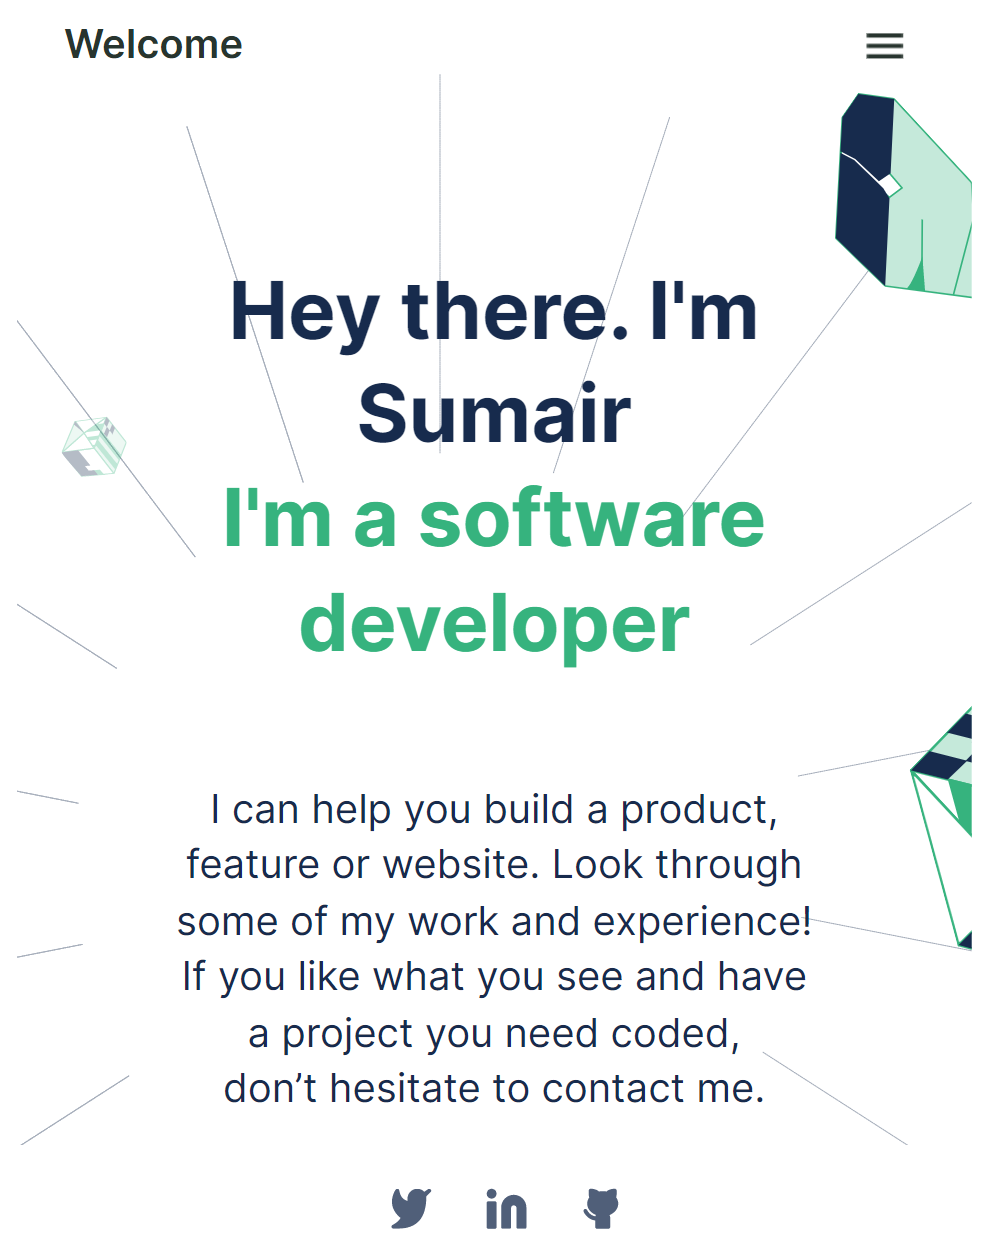 Welcome
Hey there. I'm
Sumair
I'm a software
developer
I can help you build a product,
feature or website. Look through
some of my work and experience!
If you like what you see and have
a project you need coded,
don’t hesitate to contact me.